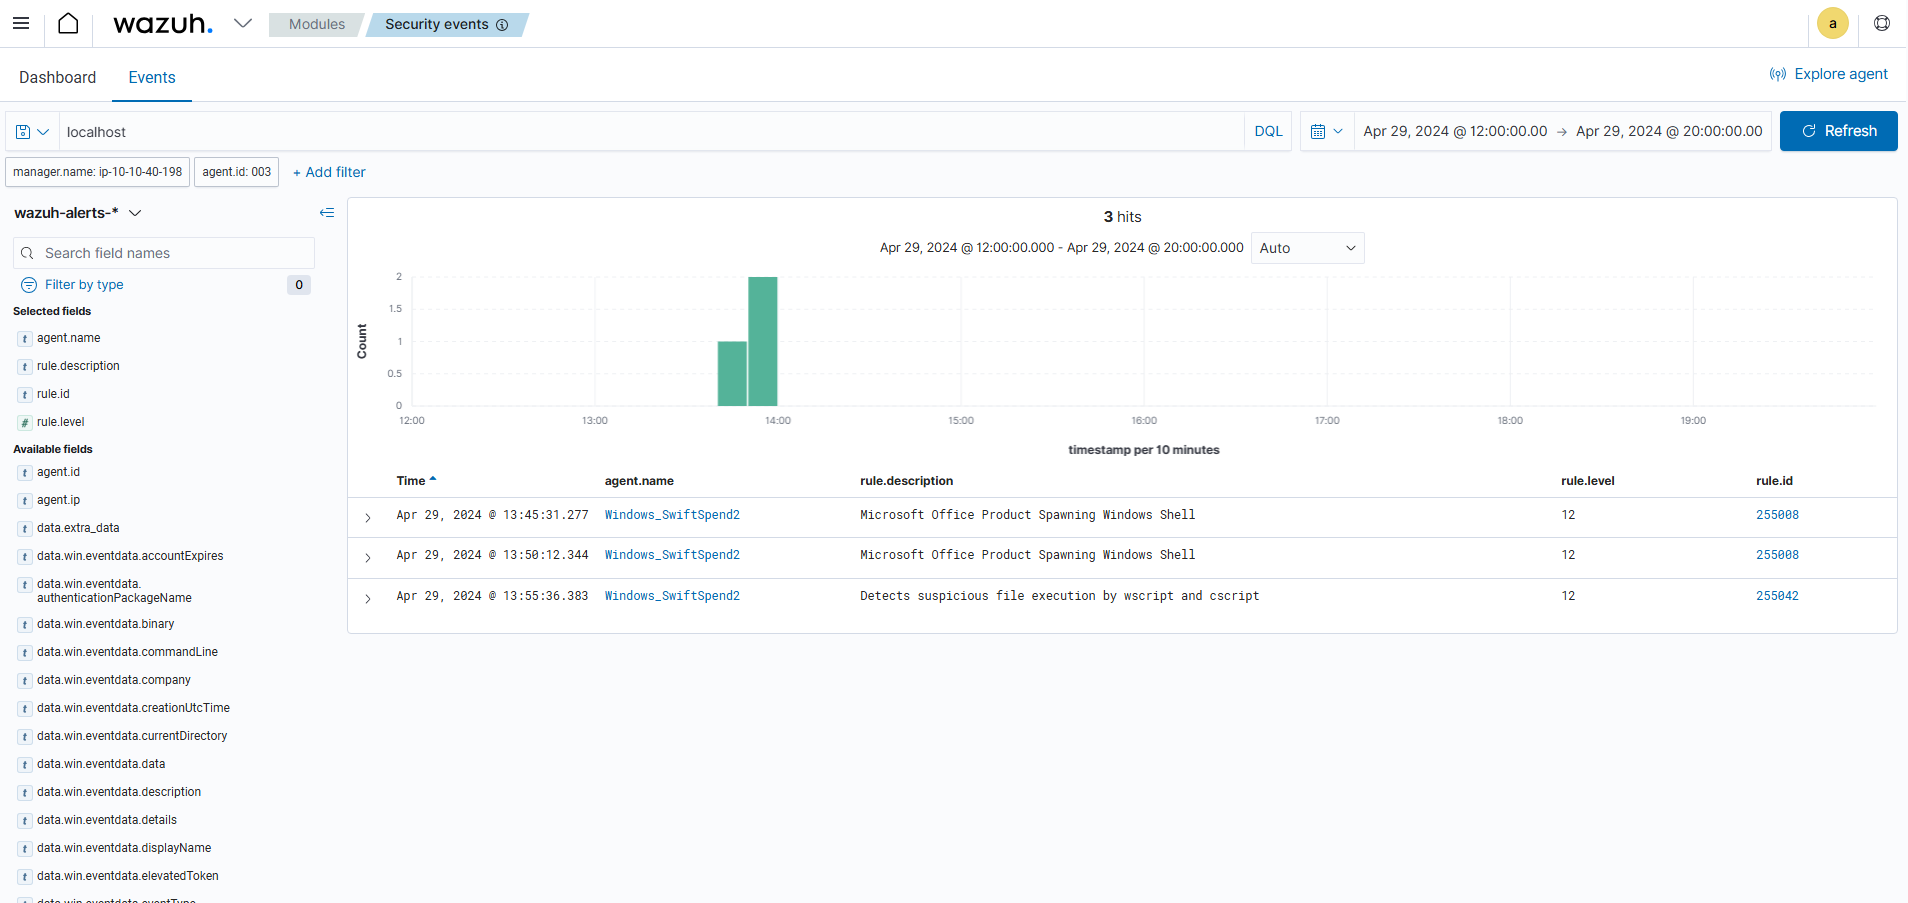 wazuh.
Modules
Security events
a
Dashboard
Events
Explore agent
localhost
DQL
Apr 29, 2024 @ 12:00:00.00 → Apr 29, 2024 @ 20:00:00.00
Refresh
manager.name: ip-10-10-40-198
agent.id: 003
+ Add filter
wazuh-alerts-*
Search field names
Filter by type
0
Selected fields
t agent.name
t rule.description
t rule.id
# rule.level
Available fields
t agent.id
t agent.ip
t data.extra_data
t data.win.eventdata.accountExpires
t data.win.eventdata.
authenticationPackageName
t data.win.eventdata.binary
t data.win.eventdata.commandLine
t data.win.eventdata.company
t data.win.eventdata.creationUtcTime
t data.win.eventdata.currentDirectory
t data.win.eventdata.data
t data.win.eventdata.description
t data.win.eventdata.details
t data.win.eventdata.displayName
t data.win.eventdata.elevatedToken
data.win.eventdata.eventType
3 hits
Apr 29, 2024 @ 12:00:00.000 - Apr 29, 2024 @ 20:00:00.000
Auto
Count
2
1.5
1
0.5
0
12:00 13:00 14:00 15:00 16:00 17:00 18:00 19:00
timestamp per 10 minutes
Time agent.name rule.description rule.level rule.id
Apr 29, 2024 @ 13:45:31.277 Windows_SwiftSpend2 Microsoft Office Product Spawning Windows Shell 12 255008
Apr 29, 2024 @ 13:50:12.344 Windows_SwiftSpend2 Microsoft Office Product Spawning Windows Shell 12 255008
Apr 29, 2024 @ 13:55:36.383 Windows_SwiftSpend2 Detects suspicious file execution by wscript and cscript 12 255042